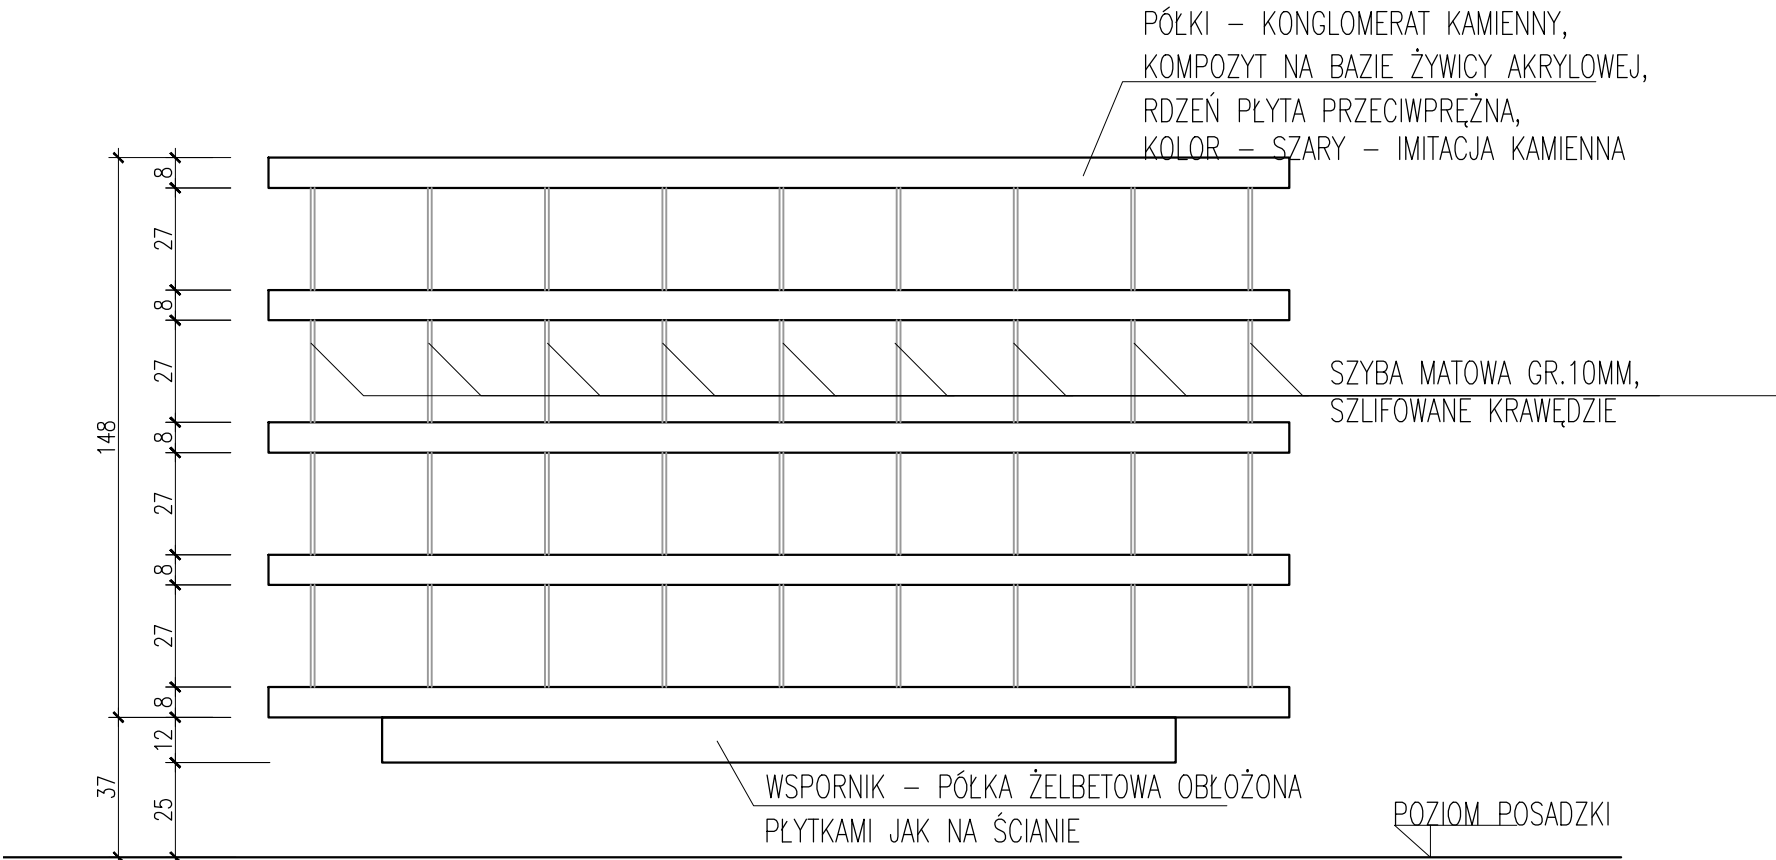 PÓŁKI – KONGLOMERAT KAMIENNY,
KOMPOZYT NA BAZIE ŻYWICY AKRYLOWEJ,
RDZEŃ PŁYTA PRZECIWPRĘŻNA,
KOLOR – SZARY – IMITACJA KAMIENNA
8
27
8
27
SZYBA MATOWA GR.10MM,
SZLIFOWANE KRAWĘDZIE
148
8
27
8
27
8
12
37
25
WSPORNIK – PÓŁKA ŻELBETOWA OBŁOŻONA
PŁYTKAMI JAK NA ŚCIANIE
POZIOM POSADZKI